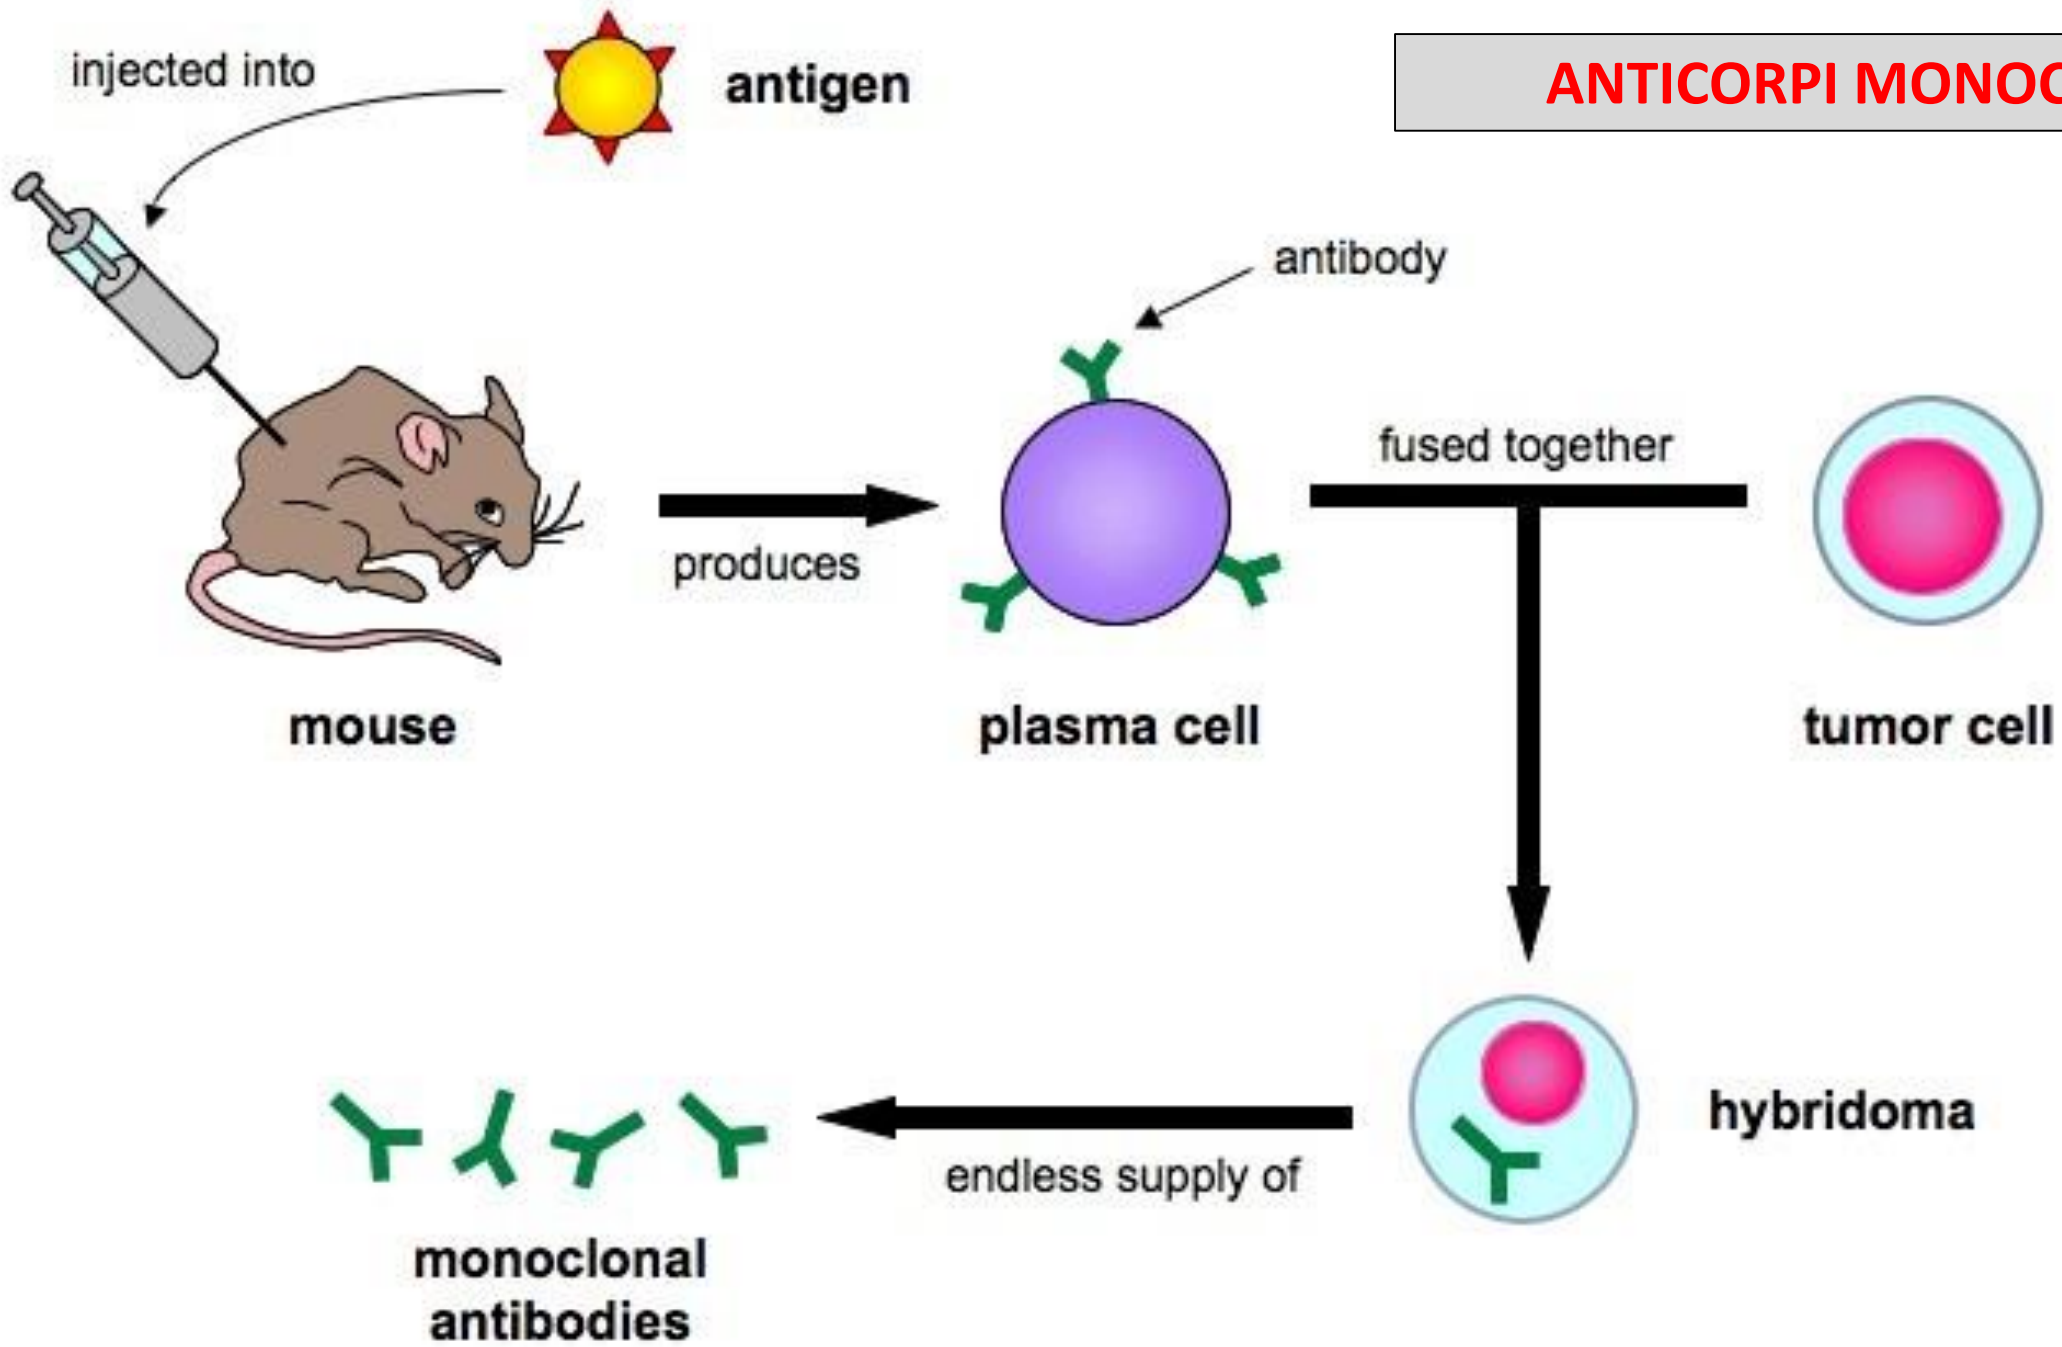 injected into
antigen
ANTICORPI MONOC
antibody
fused together
produces
mouse
plasma cell
tumor cell
hybridoma
endless supply of
monoclonal
antibodies